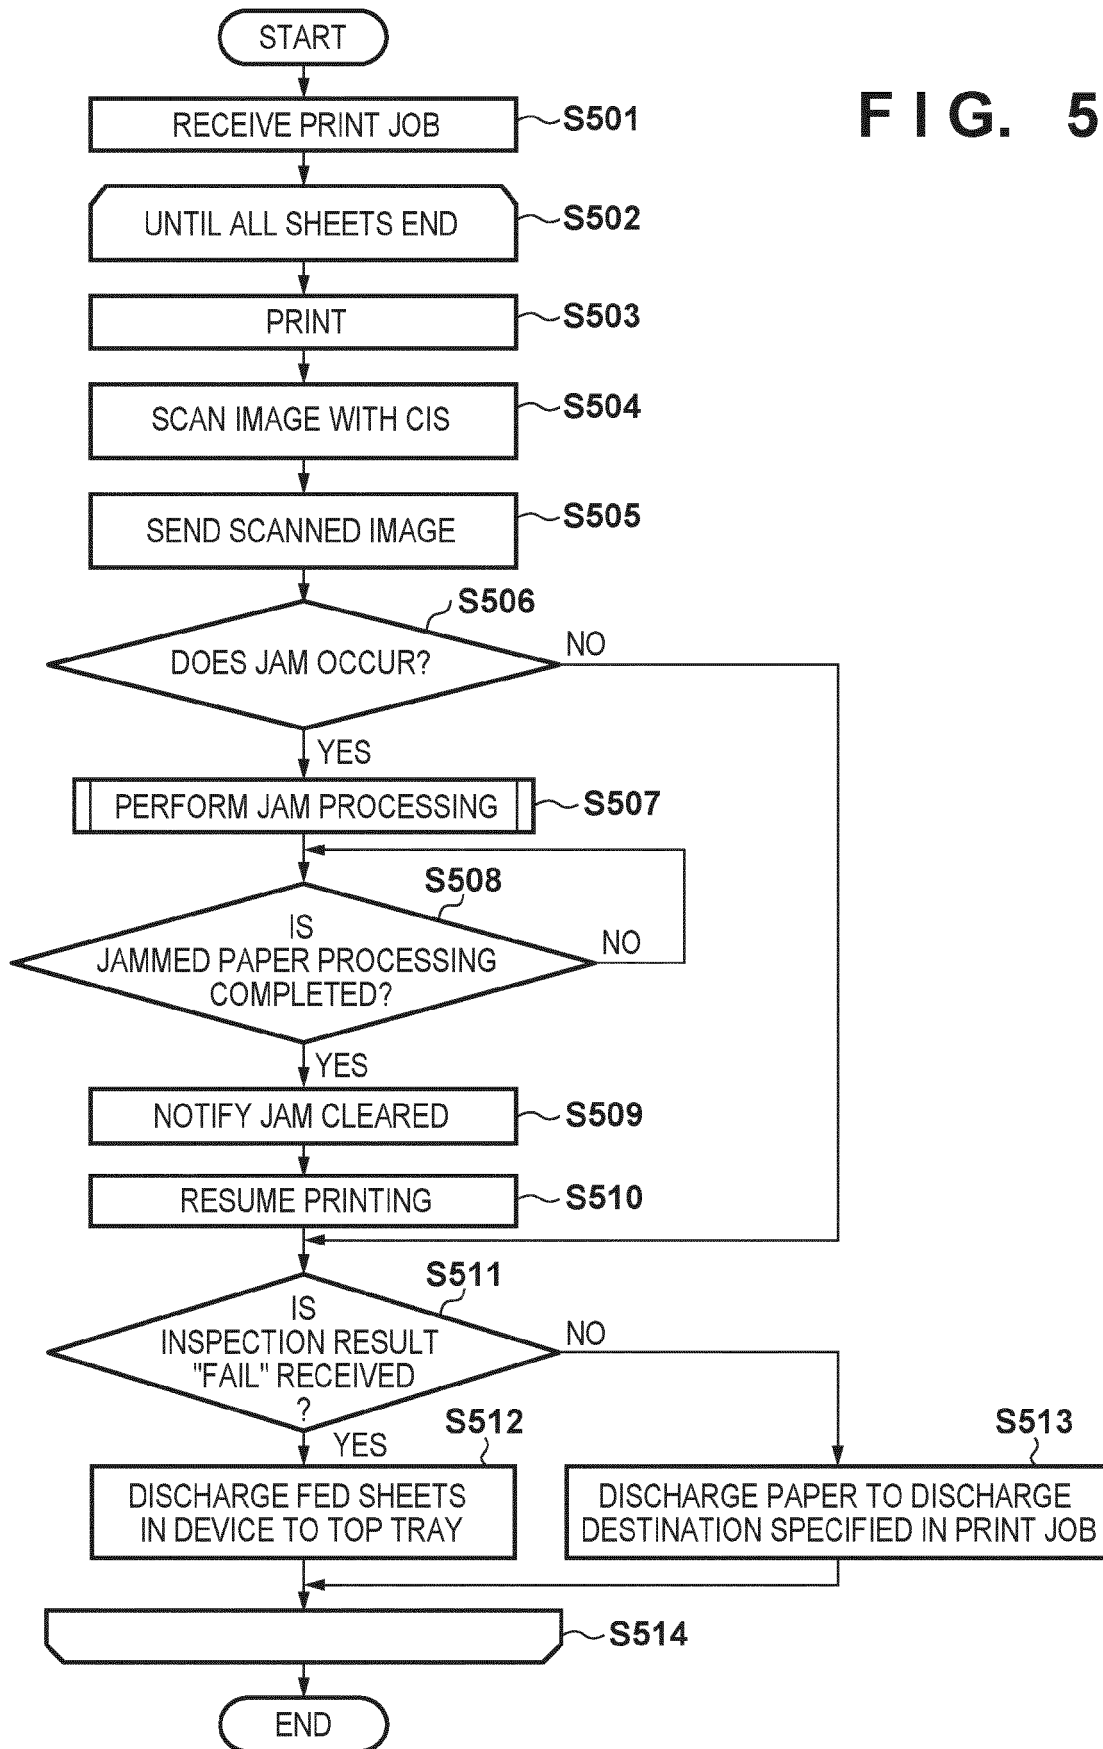 FIG. 5
START
RECEIVE PRINT JOB
S501
UNTIL ALL SHEETS END
S502
PRINT
S503
SCAN IMAGE WITH CIS
S504
SEND SCANNED IMAGE
S505
S506
DOES JAM OCCUR?
NO
YES
PERFORM JAM PROCESSING
S507
S508
IS
JAMMED PAPER PROCESSING
COMPLETED?
NO
YES
NOTIFY JAM CLEARED
S509
RESUME PRINTING
S510
S511
IS
INSPECTION RESULT
"FAIL" RECEIVED
?
NO
YES
S512
DISCHARGE FED SHEETS
IN DEVICE TO TOP TRAY
S513
DISCHARGE PAPER TO DISCHARGE
DESTINATION SPECIFIED IN PRINT JOB
S514
END